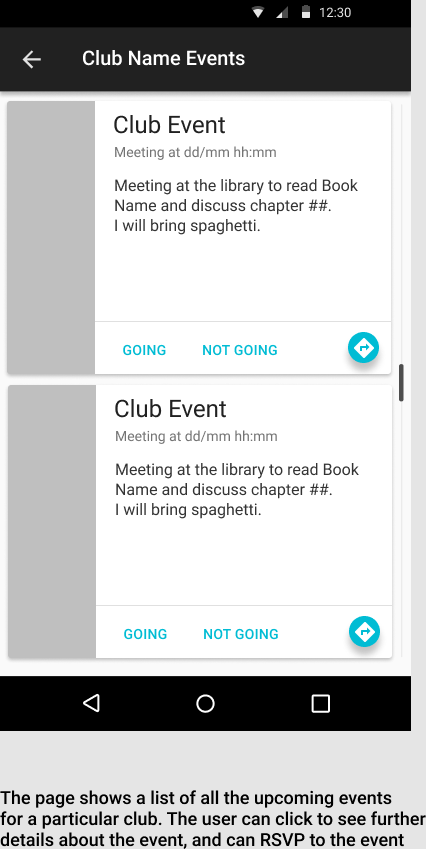 12:30
Club Name Events
Club Event
Meeting at dd/mm hh:mm
Meeting at the library to read Book
Name and discuss chapter ##.
I will bring spaghetti.
GOING NOT GOING
Club Event
Meeting at dd/mm hh:mm
Meeting at the library to read Book
Name and discuss chapter ##.
I will bring spaghetti.
GOING NOT GOING
The page shows a list of all the upcoming events
for a particular club. The user can click to see further
details about the event, and can RSVP to the event